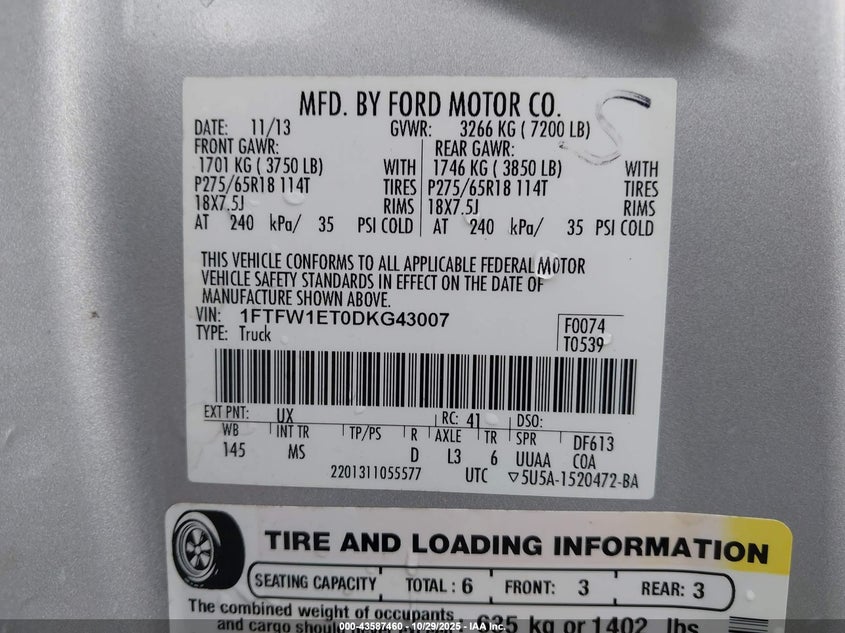 MFD. BY FORD MOTOR CO.
DATE: 11/13 GVWR: 3266 KG ( 7200 LB)
FRONT GAWR: REAR GAWR:
1701 KG ( 3750 LB) WITH 1746 KG ( 3850 LB) WITH
P275/65R18 114T TIRES P275/65R18 114T TIRES
18X7.5J RIMS 18X7.5J RIMS
AT 240 kPa/ 35 PSI COLD AT 240 kPa/ 35 PSI COLD
THIS VEHICLE CONFORMS TO ALL APPLICABLE FEDERAL MOTOR
VEHICLE SAFETY STANDARDS IN EFFECT ON THE DATE OF
MANUFACTURE SHOWN ABOVE.
VIN: 1FTFW1ET0DKG43007 F0074
TYPE: Truck T0539
EXT PNT: UX RC: 41 DSO:
WB INT TR TP/PS R AXLE TR SPR DF613
145 MS D L3 6 UUAA COA
2201311055577 UTC ▽5U5A-1520472-BA
TIRE AND LOADING INFORMATION
SEATING CAPACITY TOTAL : 6 FRONT: 3 REAR: 3
The combined weight of occupants
and cargo should 635 kg or 1402 lbs
000-43587460 - 10/29/2025 - IAA Inc.